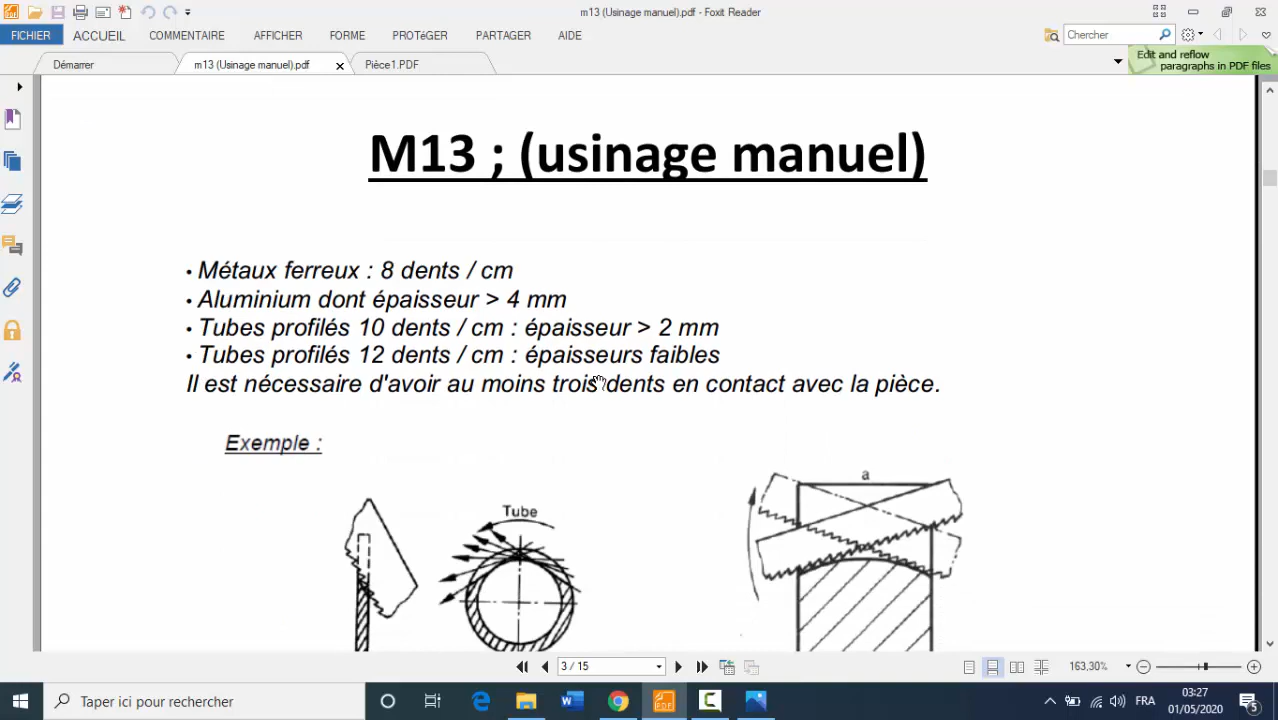 m13 (Usinage manuel).pdf - Foxit Reader
FICHIER ACCUEIL COMMENTAIRE AFFICHER FORME PROTéGER PARTAGER AIDE
Chercher
Démarrer
m13 (Usinage manuel).pdf
Pièce1.PDF
Edit and reflow
paragraphs in PDF files
M13 ; (usinage manuel)
• Métaux ferreux : 8 dents / cm
• Aluminium dont épaisseur > 4 mm
• Tubes profilés 10 dents / cm : épaisseur > 2 mm
• Tubes profilés 12 dents / cm : épaisseurs faibles
Il est nécessaire d'avoir au moins trois dents en contact avec la pièce.
Exemple :
Tube
a
3 / 15
163,30%
Taper ici pour rechercher
FRA
03:27
01/05/2020
5